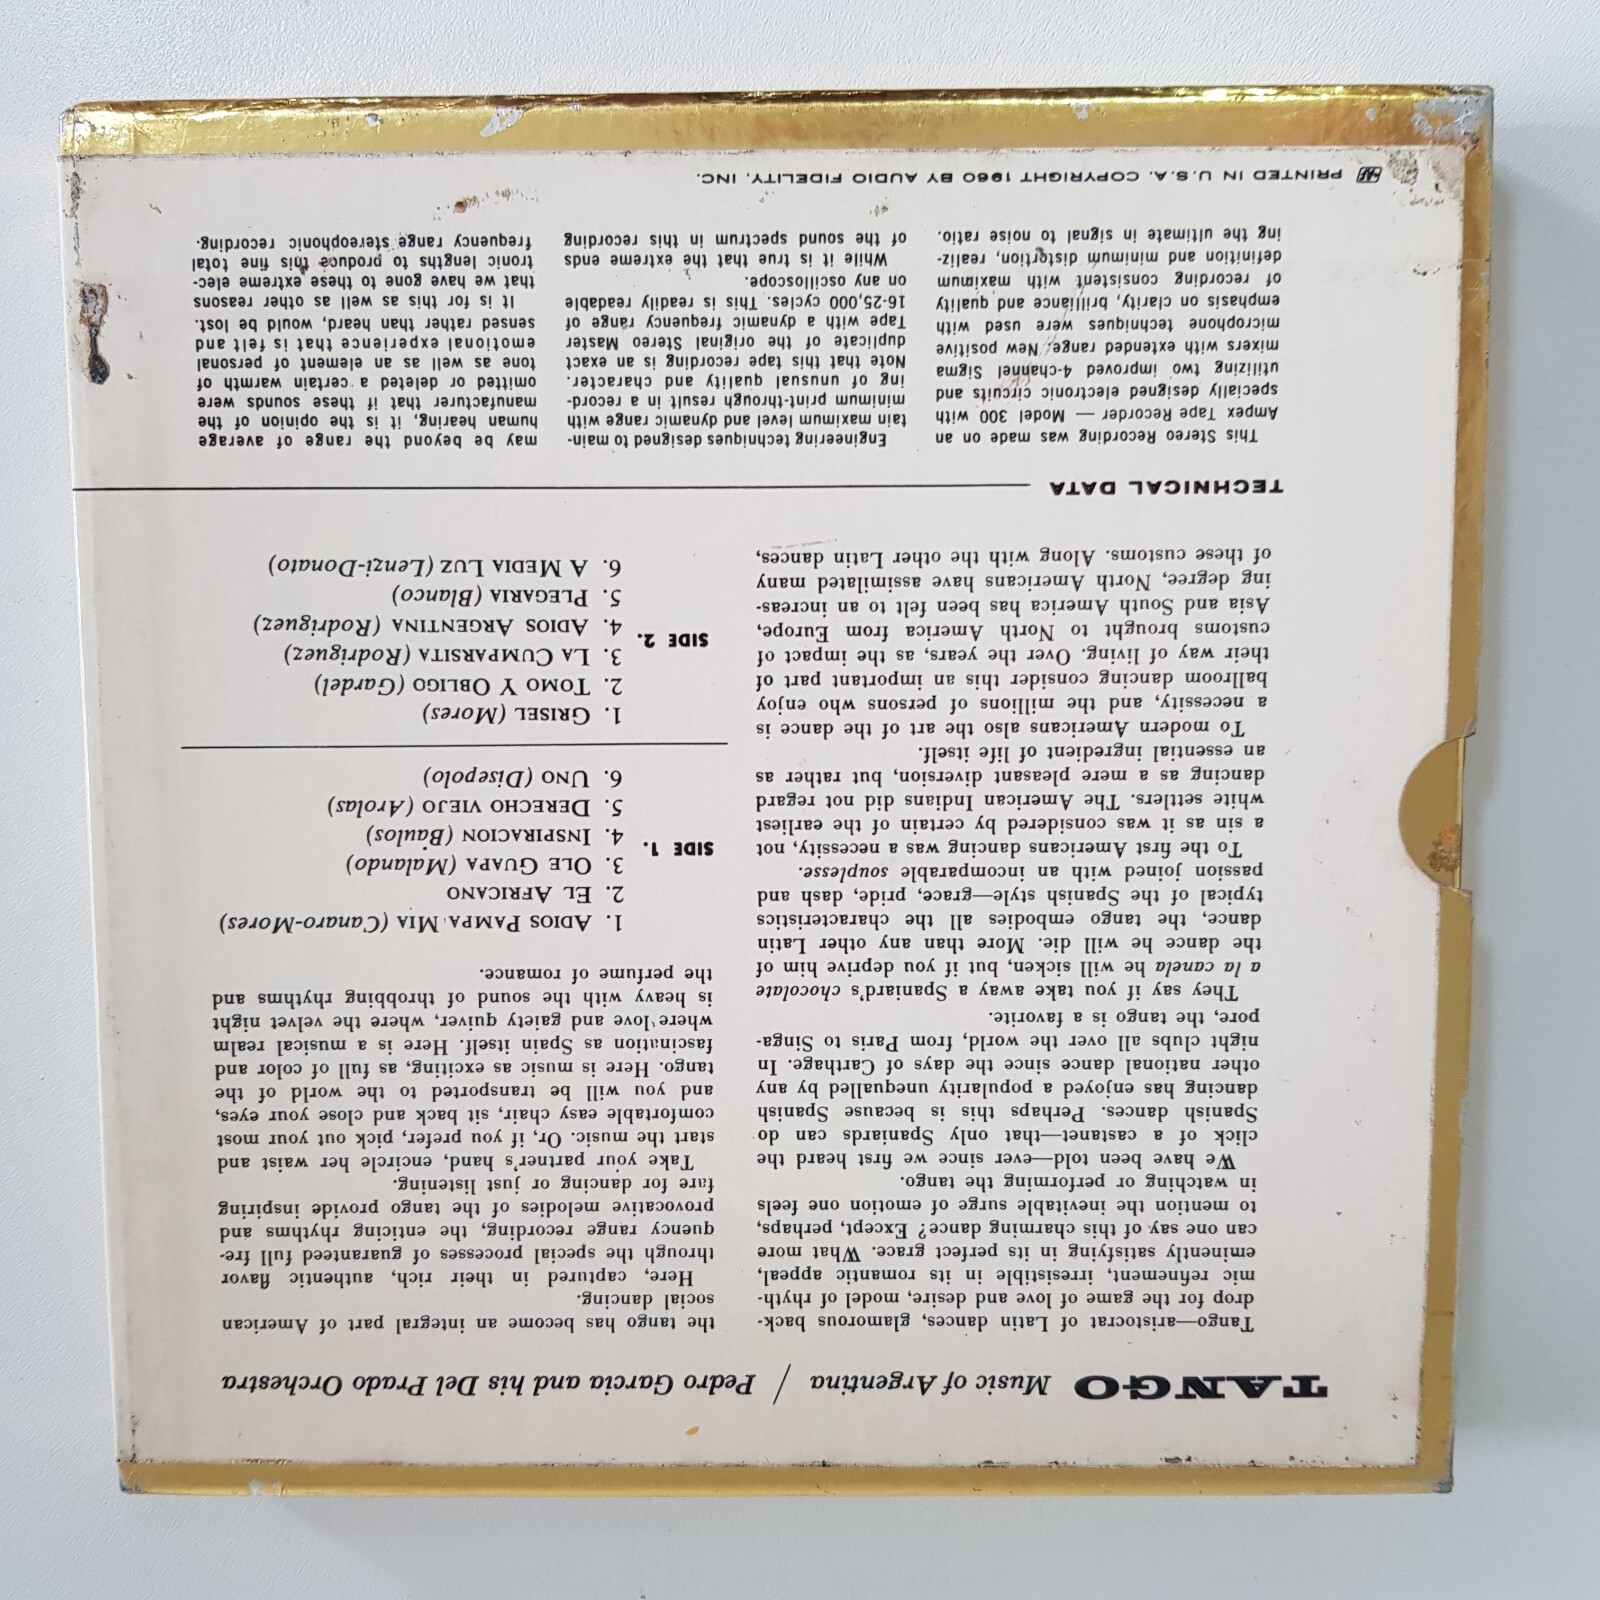 TANGO Music of Argentina / Pedro Garcia and his Del Prado Orchestra
Tango—aristocrat of Latin dances, glamorous back-
drop for the game of love and desire, model of rhyth-
mic refinement, irresistible in its romantic appeal,
eminently satisfying in its perfect grace. What more
can one say of this charming dance? Except, perhaps,
to mention the inevitable surge of emotion one feels
in watching or performing the tango.
We have been told—ever since we first heard the
click of a castanet—that only Spaniards can do
Spanish dances. Perhaps this is because Spanish
dancing has enjoyed a popularity unequalled by any
other national dance since the days of Carthage. In
night clubs all over the world, from Paris to Singa-
pore, the tango is a favorite.
They say if you take away a Spaniard's chocolate
a la canela he will sicken, but if you deprive him of
the dance he will die. More than any other Latin
dance, the tango embodies all the characteristics
typical of the Spanish style—grace, pride, dash and
passion joined with an incomparable souplesse.
To the first Americans dancing was a necessity, not
a sin as it was considered by certain of the earliest
white settlers. The American Indians did not regard
dancing as a mere pleasant diversion, but rather as
an essential ingredient of life itself.
To modern Americans also the art of the dance is
a necessity, and the millions of persons who enjoy
ballroom dancing consider this an important part of
their way of living. Over the years, as the impact of
customs brought to North America from Europe,
Asia and South America has been felt to an increas-
ing degree, North Americans have assimilated many
of these customs. Along with the other Latin dances,
the tango has become an integral part of American
social dancing.
Here, captured in their rich, authentic flavor
through the special processes of guaranteed full fre-
quency range recording, the enticing rhythms and
provocative melodies of the tango provide inspiring
fare for dancing or just listening.
Take your partner's hand, encircle her waist and
start the music. Or, if you prefer, pick out your most
comfortable easy chair, sit back and close your eyes,
and you will be transported to the world of the
tango. Here is music as exciting, as full of color and
fascination as Spain itself. Here is a musical realm
where love and gaiety quiver, where the velvet night
is heavy with the sound of throbbing rhythms and
the perfume of romance.
SIDE 1.
1. ADIOS PAMPA MIA (Canaro-Mores)
2. EL AFRICANO
3. OLE GUAPA (Malando)
4. INSPIRACION (Baulos)
5. DERECHO VIEJO (Arolas)
6. UNO (Disepolo)
SIDE 2.
1. GRISEL (Mores)
2. TOMO Y OBLIGO (Gardel)
3. LA CUMPARSITA (Rodriguez)
4. ADIOS ARGENTINA (Rodriguez)
5. PLEGARIA (Blanco)
6. A MEDIA LUZ (Lenzi-Donato)
TECHNICAL DATA
This Stereo Recording was made on an
Ampex Tape Recorder — Model 300 with
specially designed electronic circuits and
utilizing two improved 4-channel Sigma
mixers with extended range. New positive
microphone techniques were used with
emphasis on clarity, brilliance and quality
of recording consistent with maximum
definition and minimum distortion, realiz-
ing the ultimate in signal to noise ratio.
Engineering techniques designed to main-
tain maximum level and dynamic range with
minimum print-through result in a record-
ing of unusual quality and character.
Note that this tape recording is an exact
duplicate of the original Stereo Master
Tape with a dynamic frequency range of
16-25,000 cycles. This is readily readable
on any oscilloscope.
While it is true that the extreme ends
of the sound spectrum in this recording
may be beyond the range of average
human hearing, it is the opinion of the
manufacturer that if these sounds were
omitted or deleted a certain warmth of
tone as well as an element of personal
emotional experience that is felt and
sensed rather than heard, would be lost.
It is for this as well as other reasons
that we have gone to these extreme elec-
tronic lengths to produce this fine total
frequency range stereophonic recording.
PRINTED IN U.S.A. COPYRIGHT 1960 BY AUDIO FIDELITY, INC.